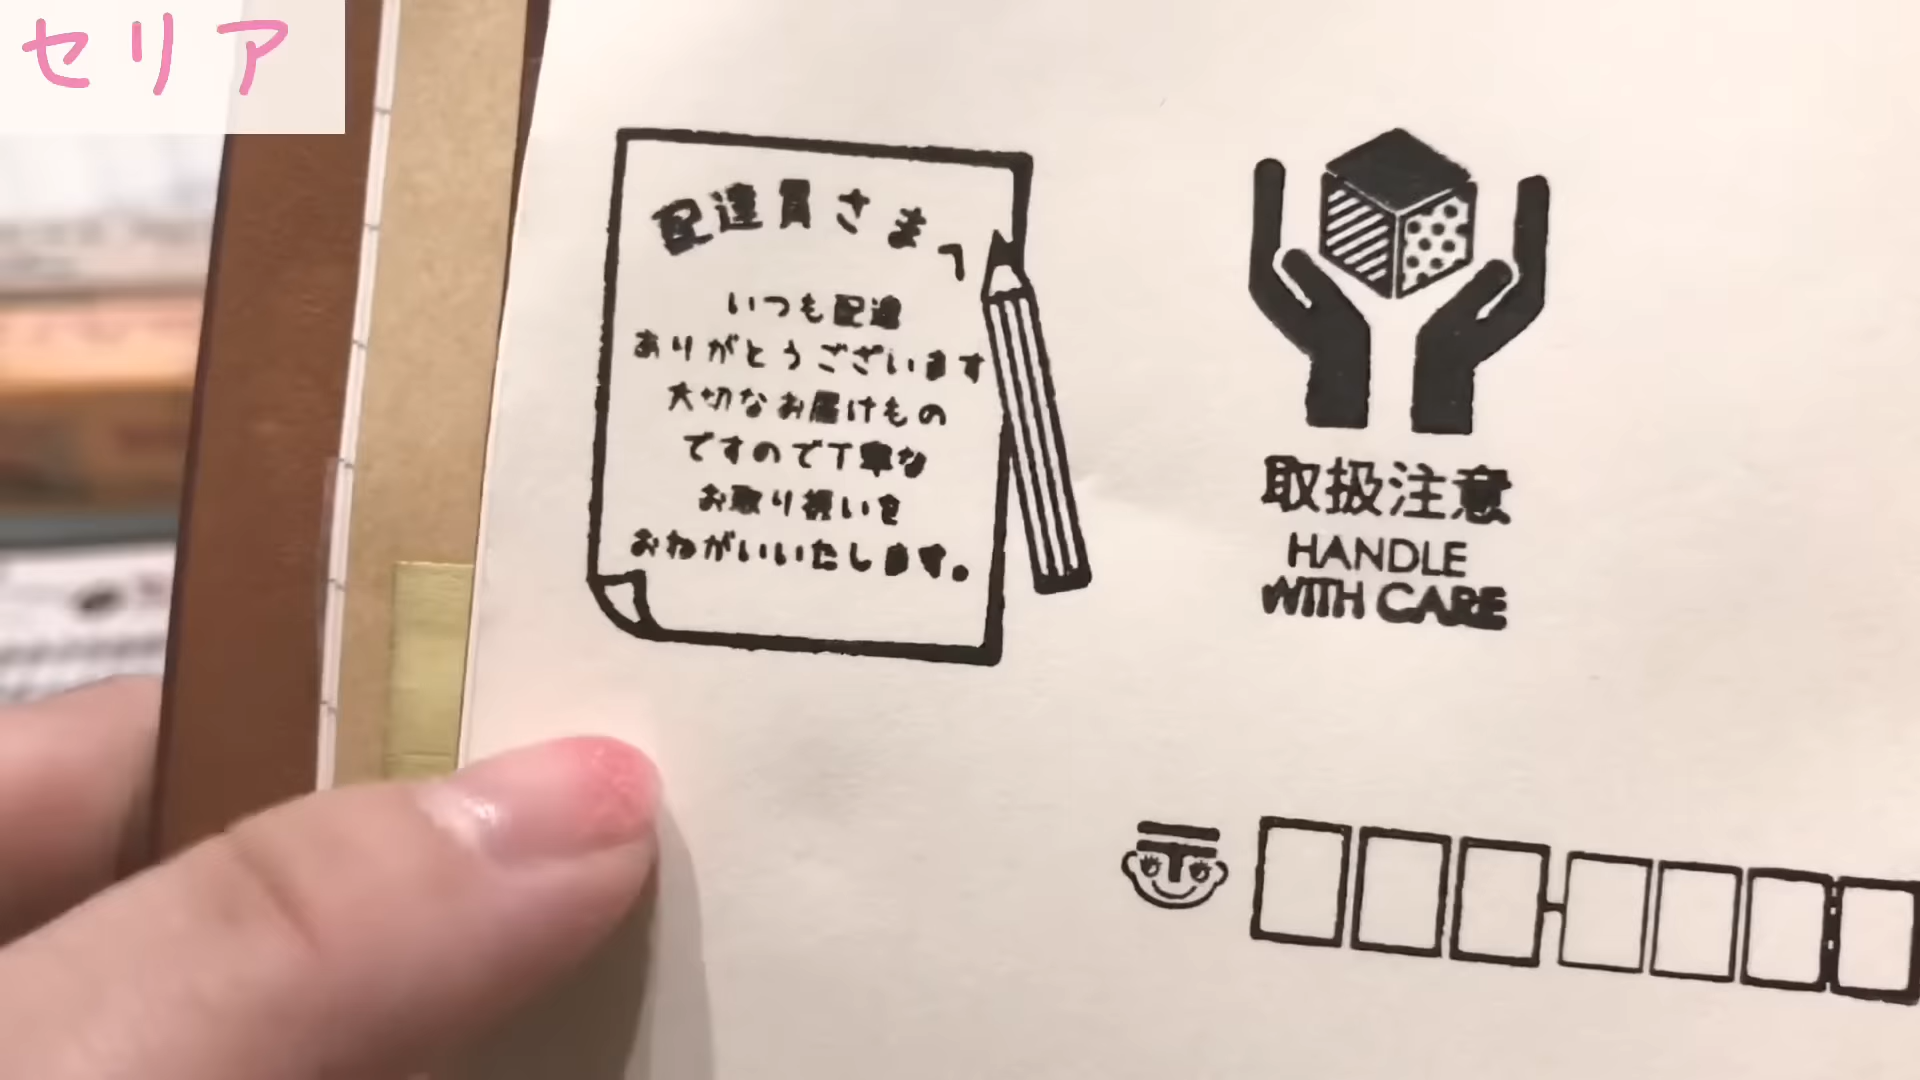 セリア
配達員さまへ
いつも配達
ありがとうございます
大切なお届けもの
ですので丁寧な
お取り扱いを
おねがいいたします。
取扱注意
HANDLE
WITH CARE